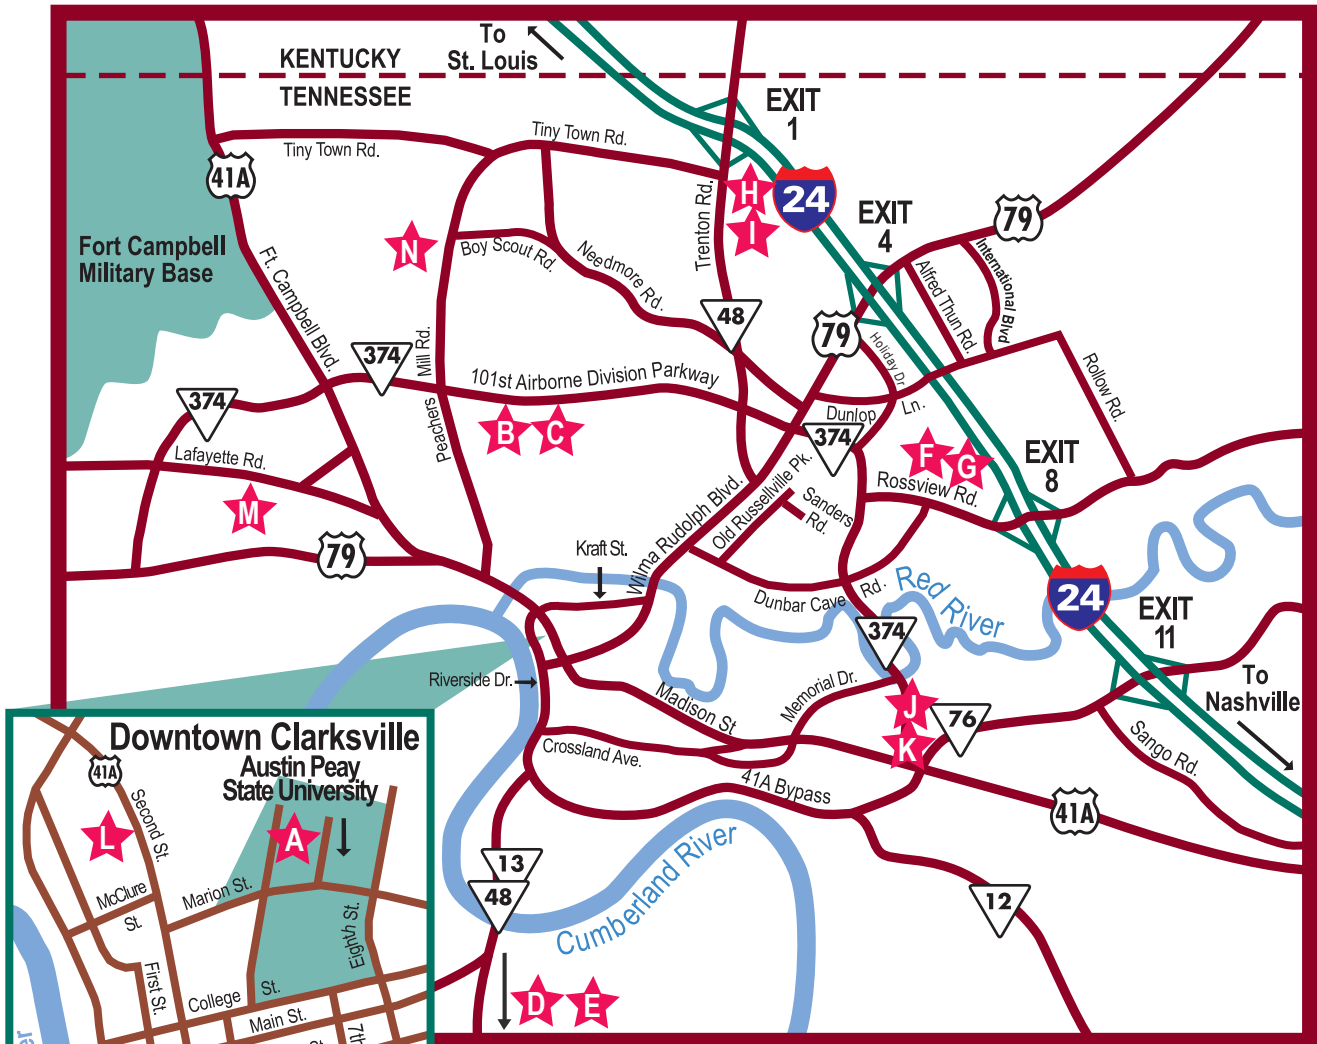 To
St. Louis
KENTUCKY
TENNESSEE
EXIT
1
Tiny Town Rd.
Tiny Town Rd.
41A
H
24
I
Trenton Rd.
EXIT
4
79
Fort Campbell
Military Base
N
Boy Scout Rd.
Needmore Rd.
Ft. Campbell Blvd.
Alfred Thun Rd.
International Blvd
48
79
Holiday Dr.
374
Peachers Mill Rd.
101st Airborne Division Parkway
Rollow Rd.
374
B
C
Dunlop Ln.
374
F
G
EXIT
8
Lafayette Rd.
M
Rossview Rd.
Old Russellville Pk.
Sanders
Rd.
Wilma Rudolph Blvd.
79
Kraft St.
Dunbar Cave Rd.
Red River
24
EXIT
11
374
Riverside Dr.
Madison St
Memorial Dr.
J
K
76
To
Nashville
Sango Rd.
Crossland Ave.
41A Bypass
41A
13
48
Cumberland River
12
D
E
Downtown Clarksville
Austin Peay
State University
41A
Second St.
L
A
McClure
St.
Marion St.
Eighth St.
First St.
College St.
Main St.
7th
St.
er